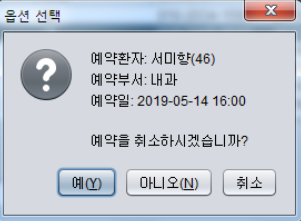 옵션 선택
예약환자: 서미향(46)
예약부서: 내과
예약일: 2019-05-14 16:00
예약을 취소하시겠습니까?
예(Y) 아니오(N) 취소